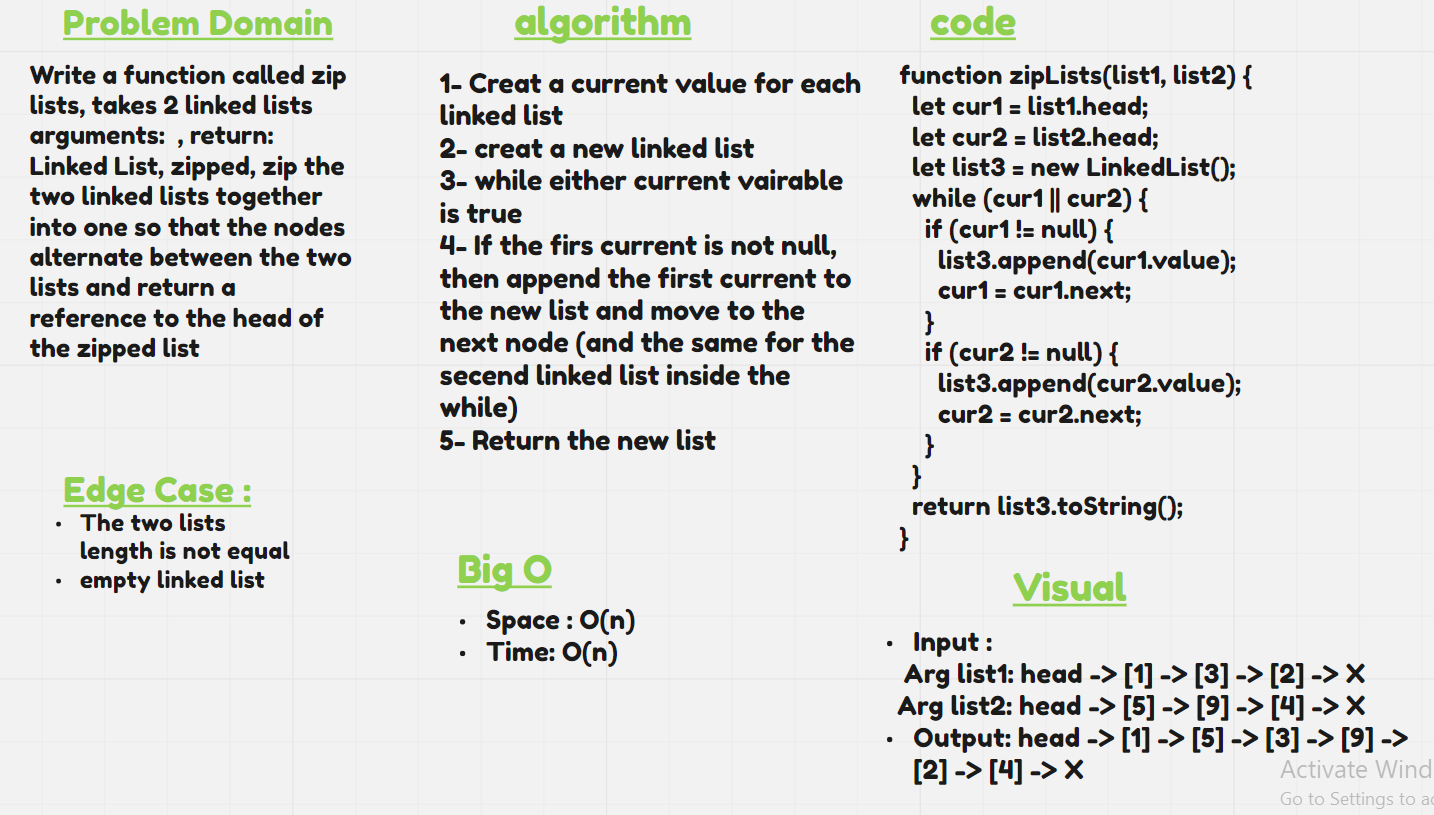 Problem Domain
Write a function called zip
lists, takes 2 linked lists
arguments:  , return:
Linked List, zipped, zip the
two linked lists together
into one so that the nodes
alternate between the two
lists and return a
reference to the head of
the zipped list
Edge Case :
• The two lists
length is not equal
• empty linked list
algorithm
1- Creat a current value for each
linked list
2- creat a new linked list
3- while either current vairable
is true
4- If the firs current is not null,
then append the first current to
the new list and move to the
next node (and the same for the
secend linked list inside the
while)
5- Return the new list
Big O
• Space : O(n)
• Time: O(n)
code
function zipLists(list1, list2) {
let cur1 = list1.head;
let cur2 = list2.head;
let list3 = new LinkedList();
while (cur1 || cur2) {
if (cur1 != null) {
list3.append(cur1.value);
cur1 = cur1.next;
}
if (cur2 != null) {
list3.append(cur2.value);
cur2 = cur2.next;
}
}
return list3.toString();
}
Visual
• Input :
Arg list1: head -> [1] -> [3] -> [2] -> X
Arg list2: head -> [5] -> [9] -> [4] -> X
• Output: head -> [1] -> [5] -> [3] -> [9] ->
[2] -> [4] -> X
Activate Wind
Go to Settings to ac